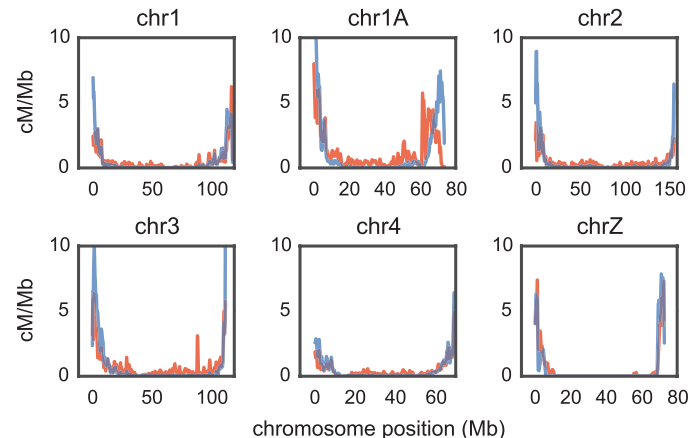 chr1 chr1A chr2
cM/Mb
10 10 10
5 5 5
0 0 0
0 50 100 0 20 40 60 80 0 50 100 150
chr3 chr4 chrZ
cM/Mb
10 10 10
5 5 5
0 0 0
0 50 100 0 20 40 60 0 20 40 60 80
chromosome position (Mb)